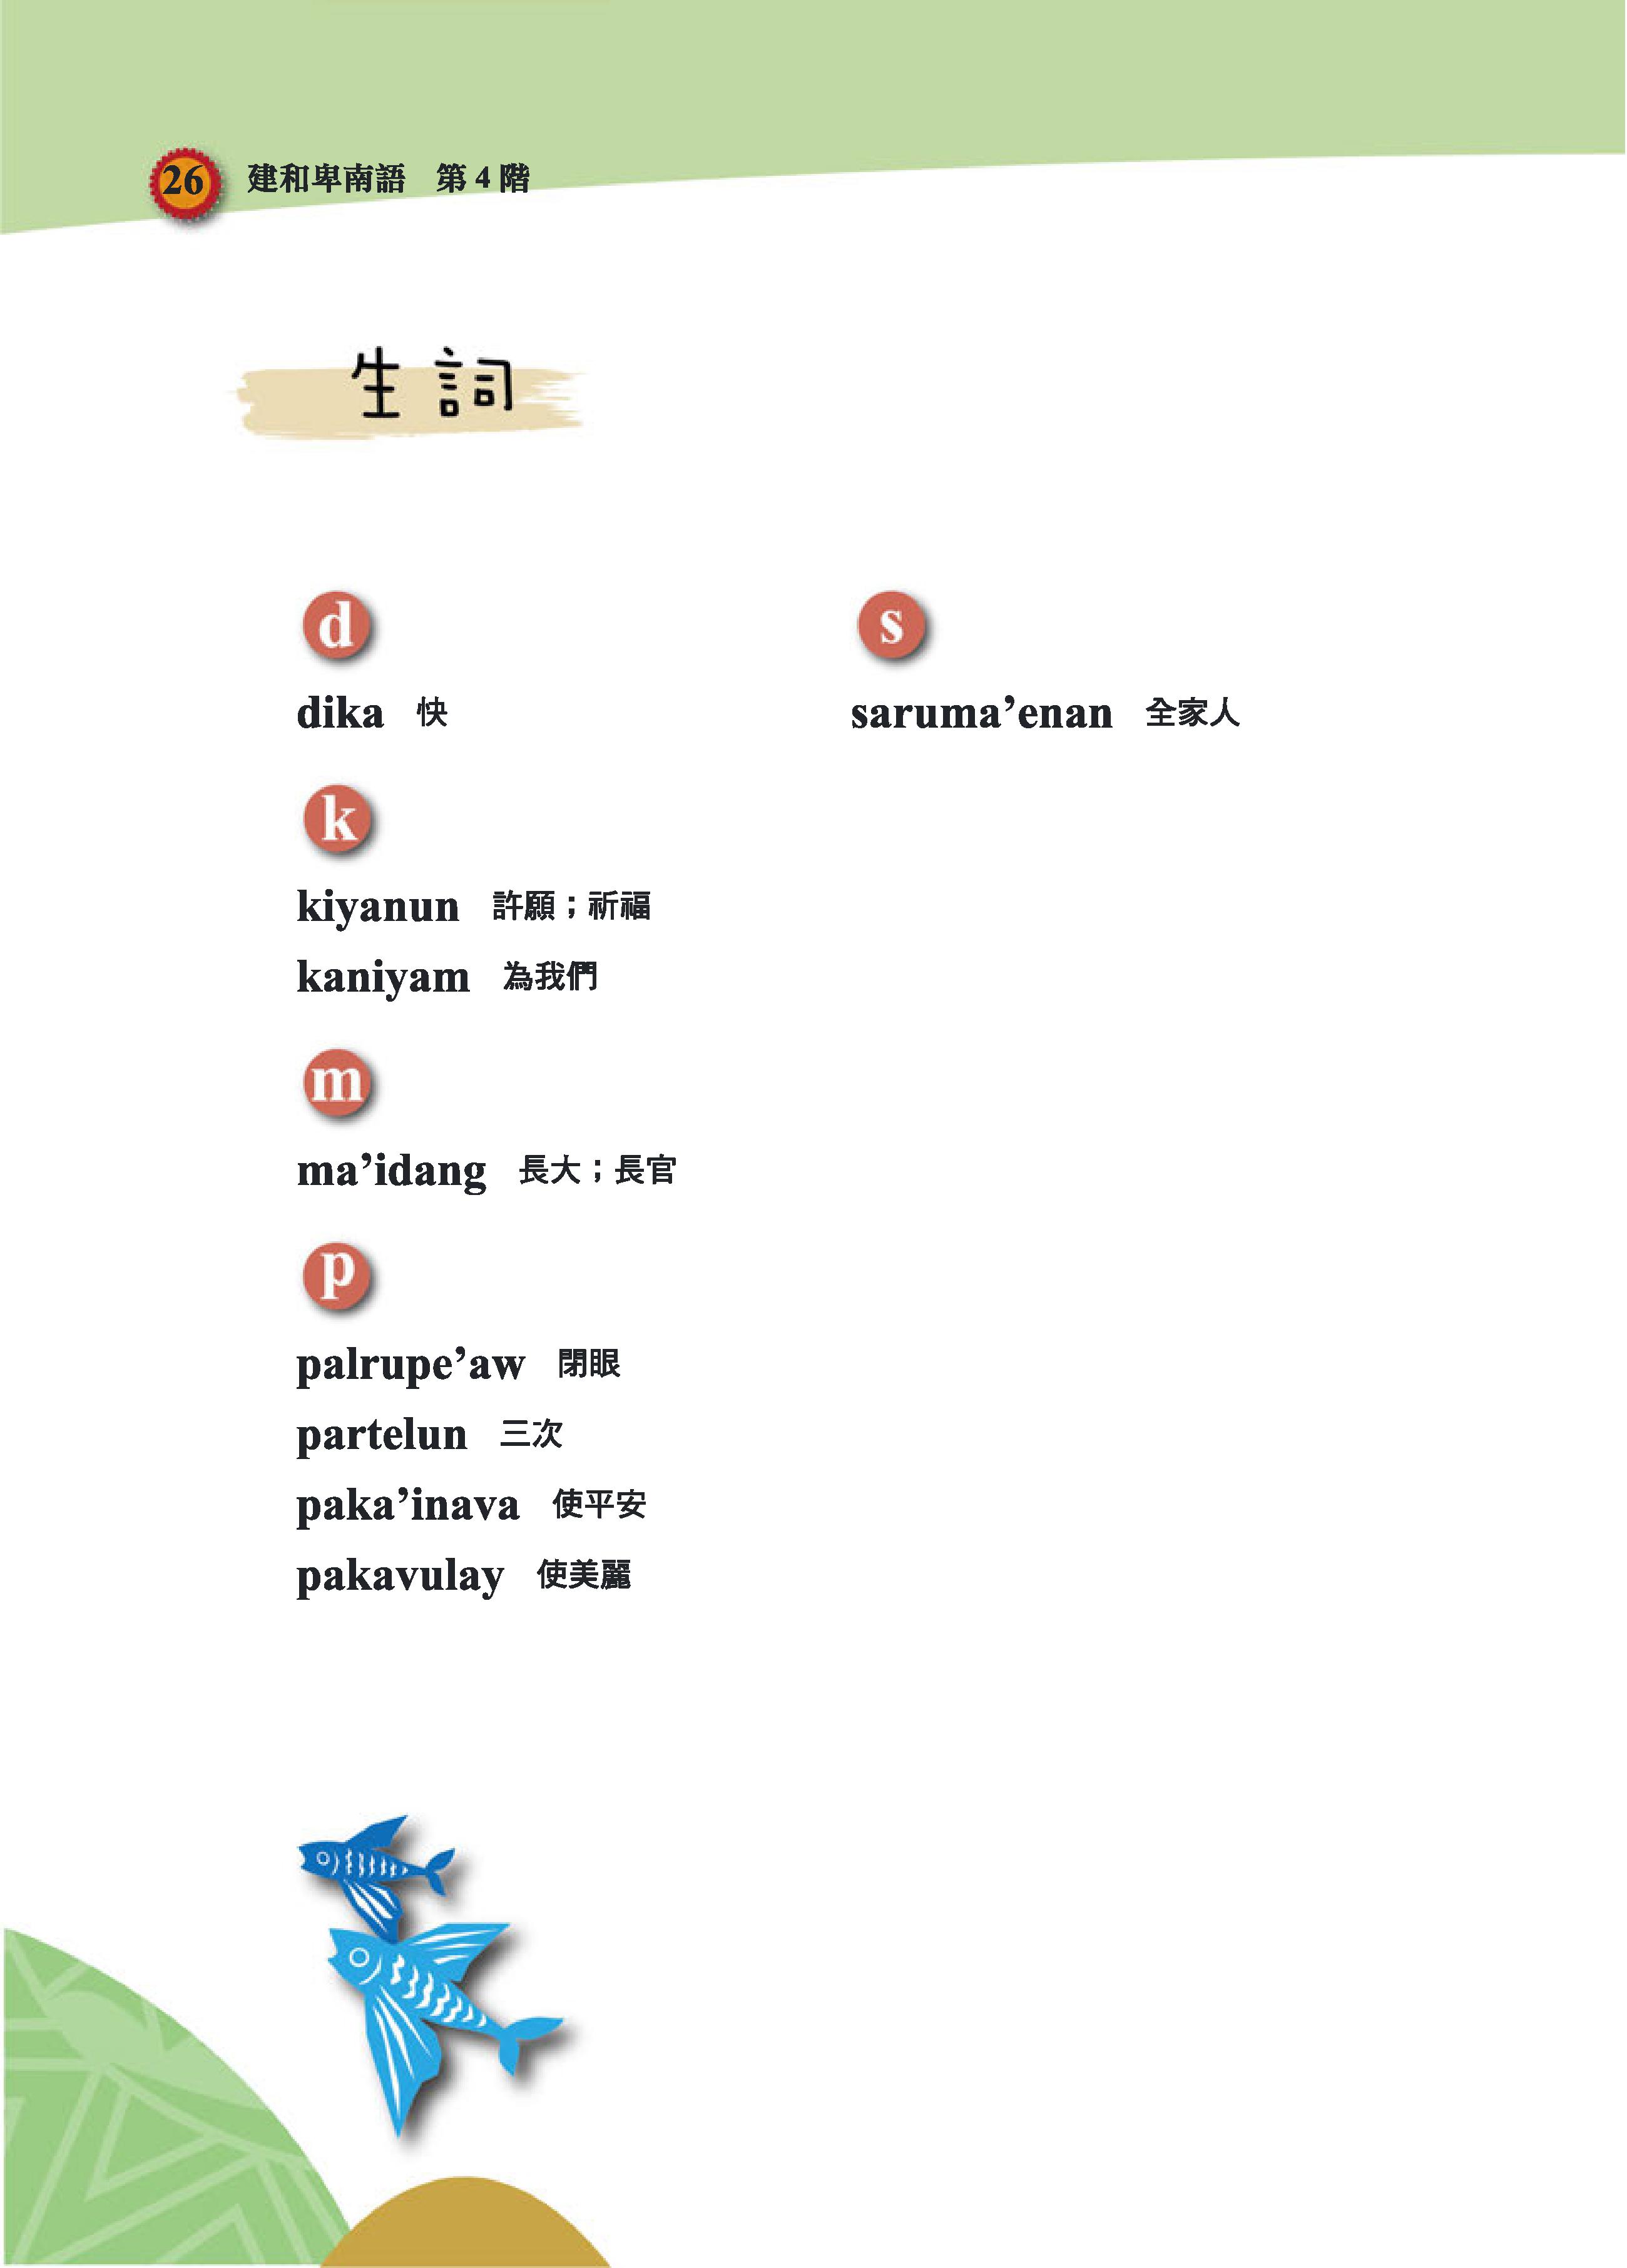 26 建和卑南語 第 4 階
生詞
d
dika 快
k
kiyanun 許願；祈福
kaniyam 為我們
m
ma’idang 長大；長官
p
palrupe’aw 閉眼
partelun 三次
paka’inava 使平安
pakavulay 使美麗
s
saruma’enan 全家人